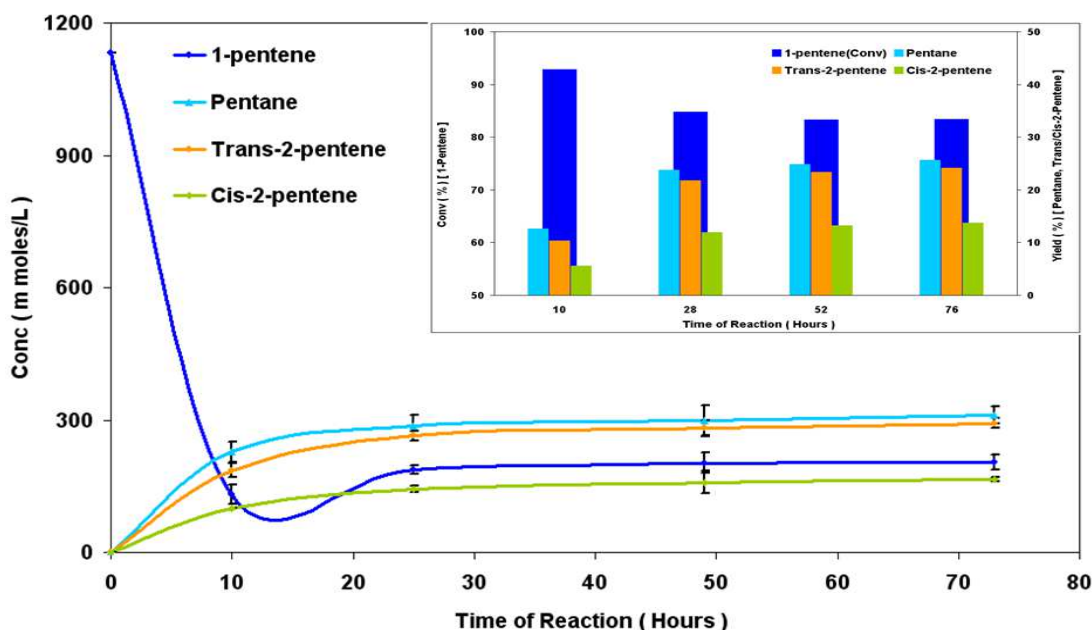 1200
900
600
300
0
Conc ( m moles/L )
1-pentene
Pentane
Trans-2-pentene
Cis-2-pentene
0 10 20 30 40 50 60 70 80
Time of Reaction ( Hours )
100
90
80
70
60
50
Conv ( % ) [ 1-Pentene ]
1-pentene(Conv) Pentane
Trans-2-pentene Cis-2-pentene
50
40
30
20
10
0
Yield ( % ) [ Pentane, Trans/Cis-2-Pentene ]
10 28 52 76
Time of Reaction ( Hours )